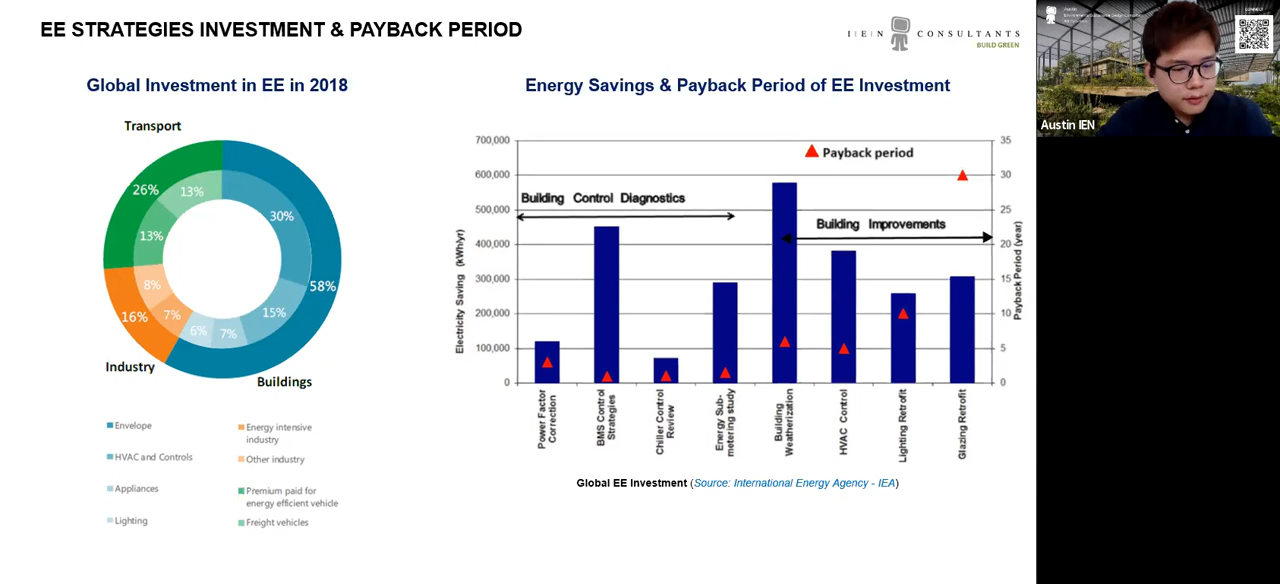 EE STRATEGIES INVESTMENT & PAYBACK PERIOD
IEN CONSULTANTS
BUILD GREEN
Global Investment in EE in 2018
Transport
26%
13%
13%
30%
58%
15%
7%
6%
7%
8%
16%
Industry
Buildings
Envelope
HVAC and Controls
Appliances
Lighting
Energy intensive
industry
Other industry
Premium paid for
energy efficient vehicle
Freight vehicles
Energy Savings & Payback Period of EE Investment
Payback period
Building Control Diagnostics
Building Improvements
Electricity Saving (kWh/yr)
700,000
600,000
500,000
400,000
300,000
200,000
100,000
0
35
30
25
20
15
10
5
0
Payback Period (year)
Power Factor
Correction
BMS Control
Strategies
Chiller Control
Review
Energy Sub-
metering study
Building
Weatherization
HVAC Control
Lighting Retrofit
Glazing Retrofit
Global EE Investment (Source: International Energy Agency - IEA)
Austin
CONNECT
Austin IEN